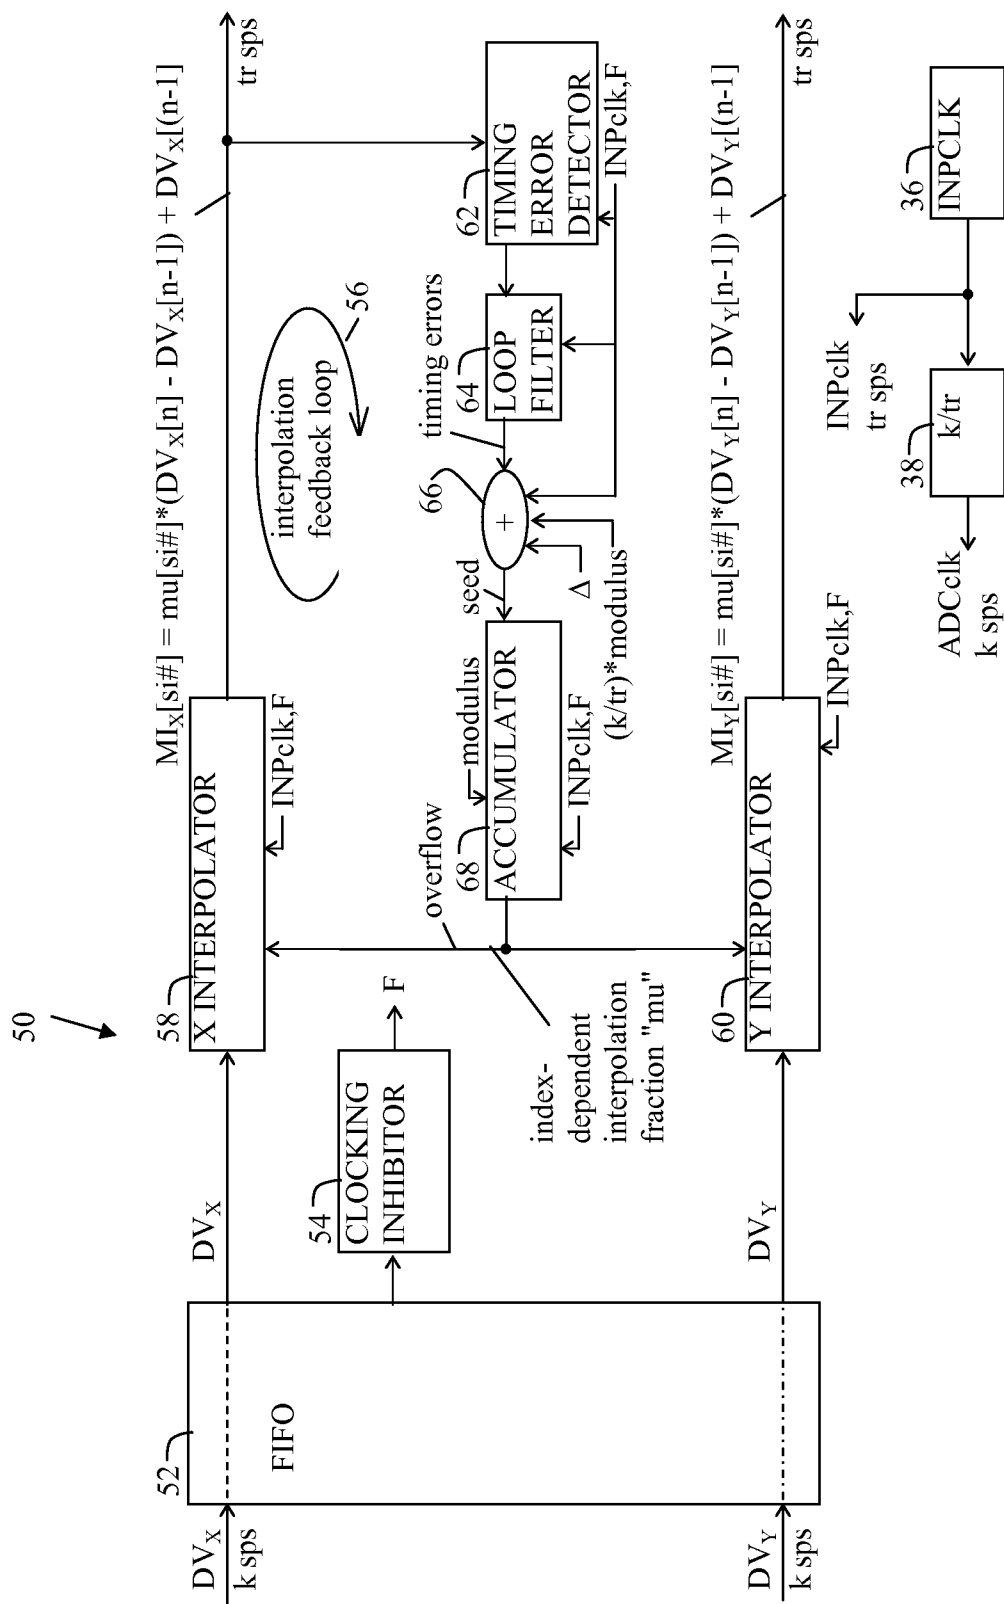 50
DV_X
k sps
52
FIFO
DV_Y
k sps
DV_X
DV_Y
54
CLOCKING
INHIBITOR
F
58
X INTERPOLATOR
INPclk,F
MI_X[si#] = mu[si#]*(DV_X[n] - DV_X[n-1]) + DV_X[(n-1]
tr sps
interpolation
feedback loop
56
overflow
index-
dependent
interpolation
fraction "mu"
modulus
68
ACCUMULATOR
INPclk,F
seed
66
+
Δ
(k/tr)*modulus
timing errors
64
LOOP
FILTER
62
TIMING
ERROR
DETECTOR
INPclk,F
60
Y INTERPOLATOR
INPclk,F
MI_Y[si#] = mu[si#]*(DV_Y[n] - DV_Y[n-1]) + DV_Y[(n-1]
tr sps
ADCclk
k sps
38
k/tr
INPclk
tr sps
36
INPCLK